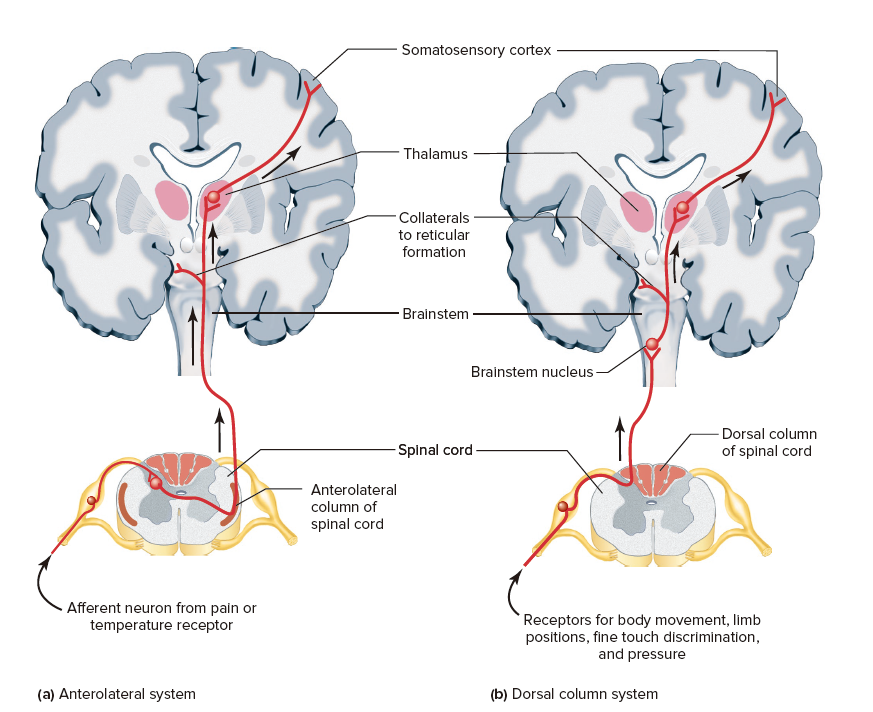 Somatosensory cortex
Thalamus
Collaterals
to reticular
formation
Brainstem
Brainstem nucleus
Spinal cord
Dorsal column
of spinal cord
Anterolateral
column of
spinal cord
Afferent neuron from pain or
temperature receptor
Receptors for body movement, limb
positions, fine touch discrimination,
and pressure
(a) Anterolateral system
(b) Dorsal column system